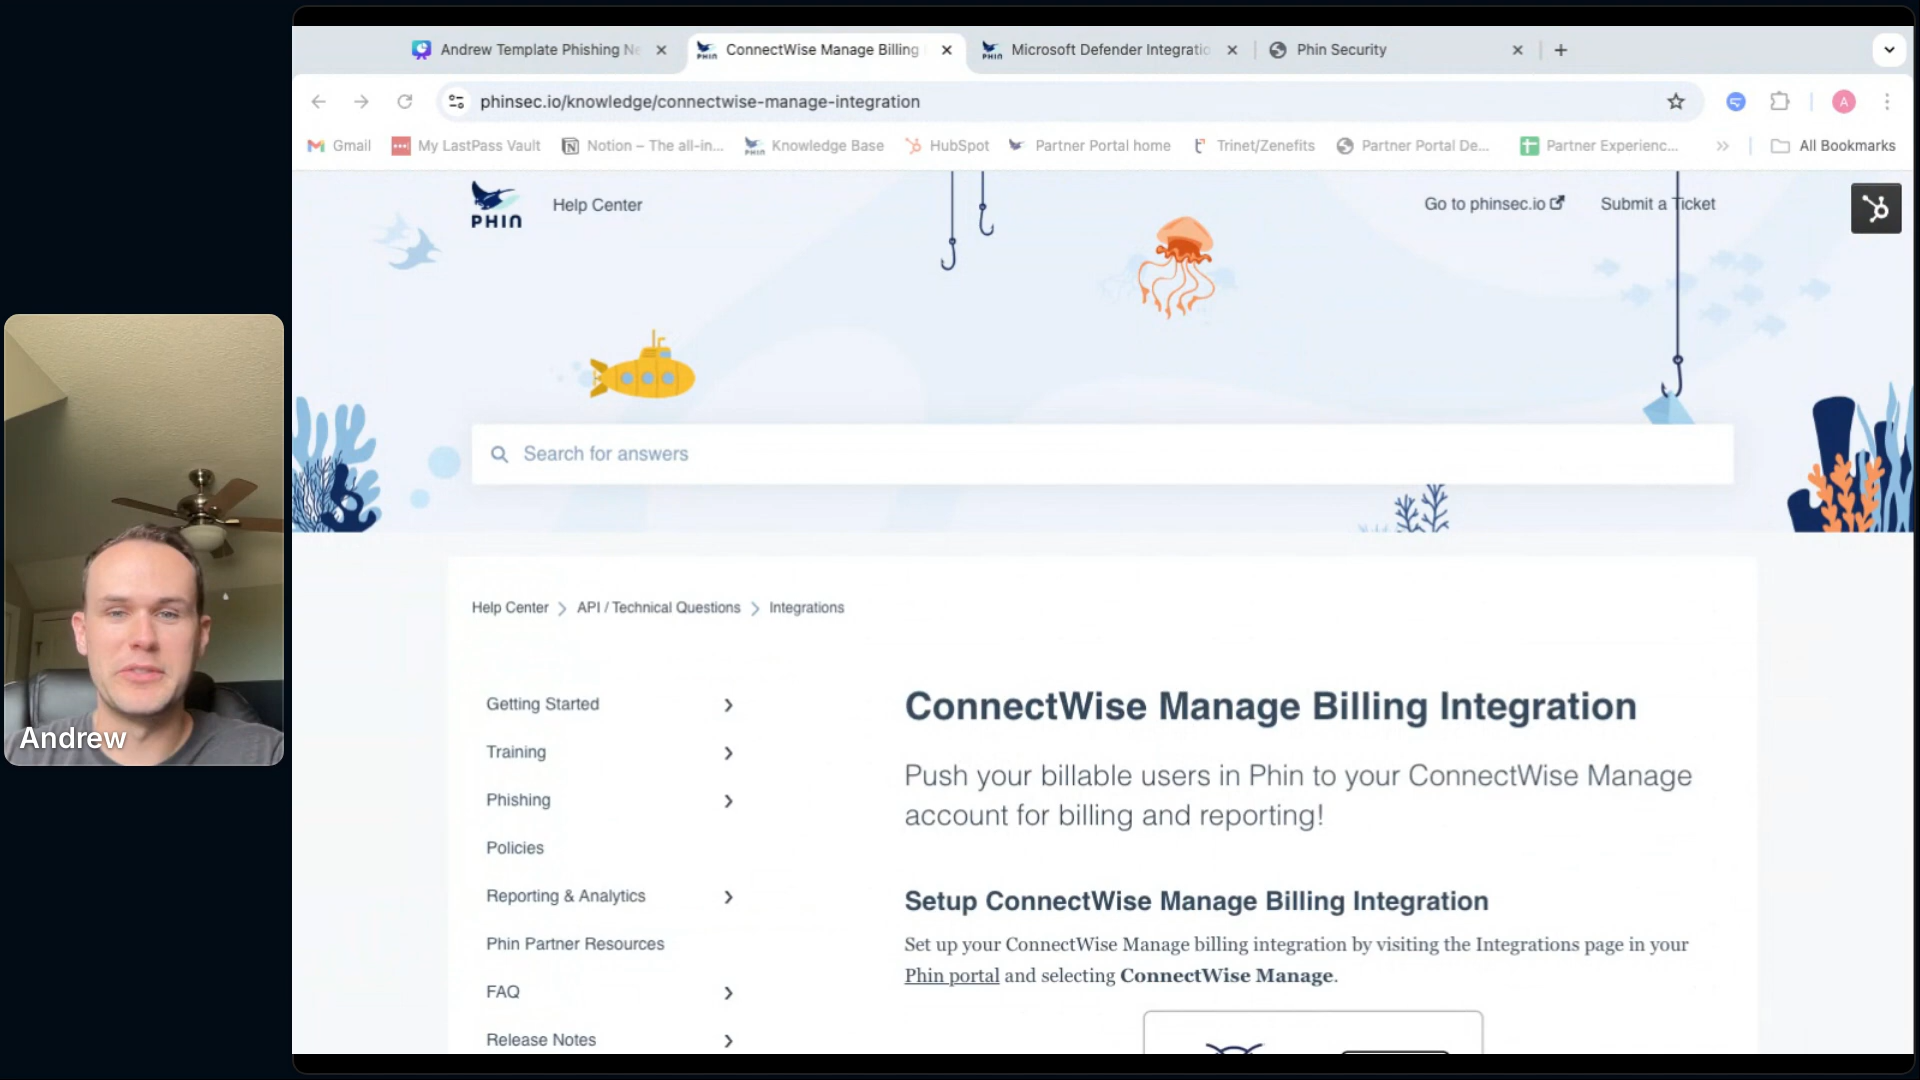 Andrew Template Phishing Ne
ConnectWise Manage Billing
Microsoft Defender Integratio
Phin Security
phinsec.io/knowledge/connectwise-manage-integration
A
Gmail
My LastPass Vault
Notion – The all-in...
Knowledge Base
HubSpot
Partner Portal home
Trinet/Zenefits
Partner Portal De...
Partner Experienc...
All Bookmarks
PHIN
Help Center
Go to phinsec.io
Submit a Ticket
Search for answers
Help Center
API / Technical Questions
Integrations
Getting Started
Training
Phishing
Policies
Reporting & Analytics
Phin Partner Resources
FAQ
Release Notes
ConnectWise Manage Billing Integration
Push your billable users in Phin to your ConnectWise Manage
account for billing and reporting!
Setup ConnectWise Manage Billing Integration
Set up your ConnectWise Manage billing integration by visiting the Integrations page in your
Phin portal and selecting ConnectWise Manage.
Andrew